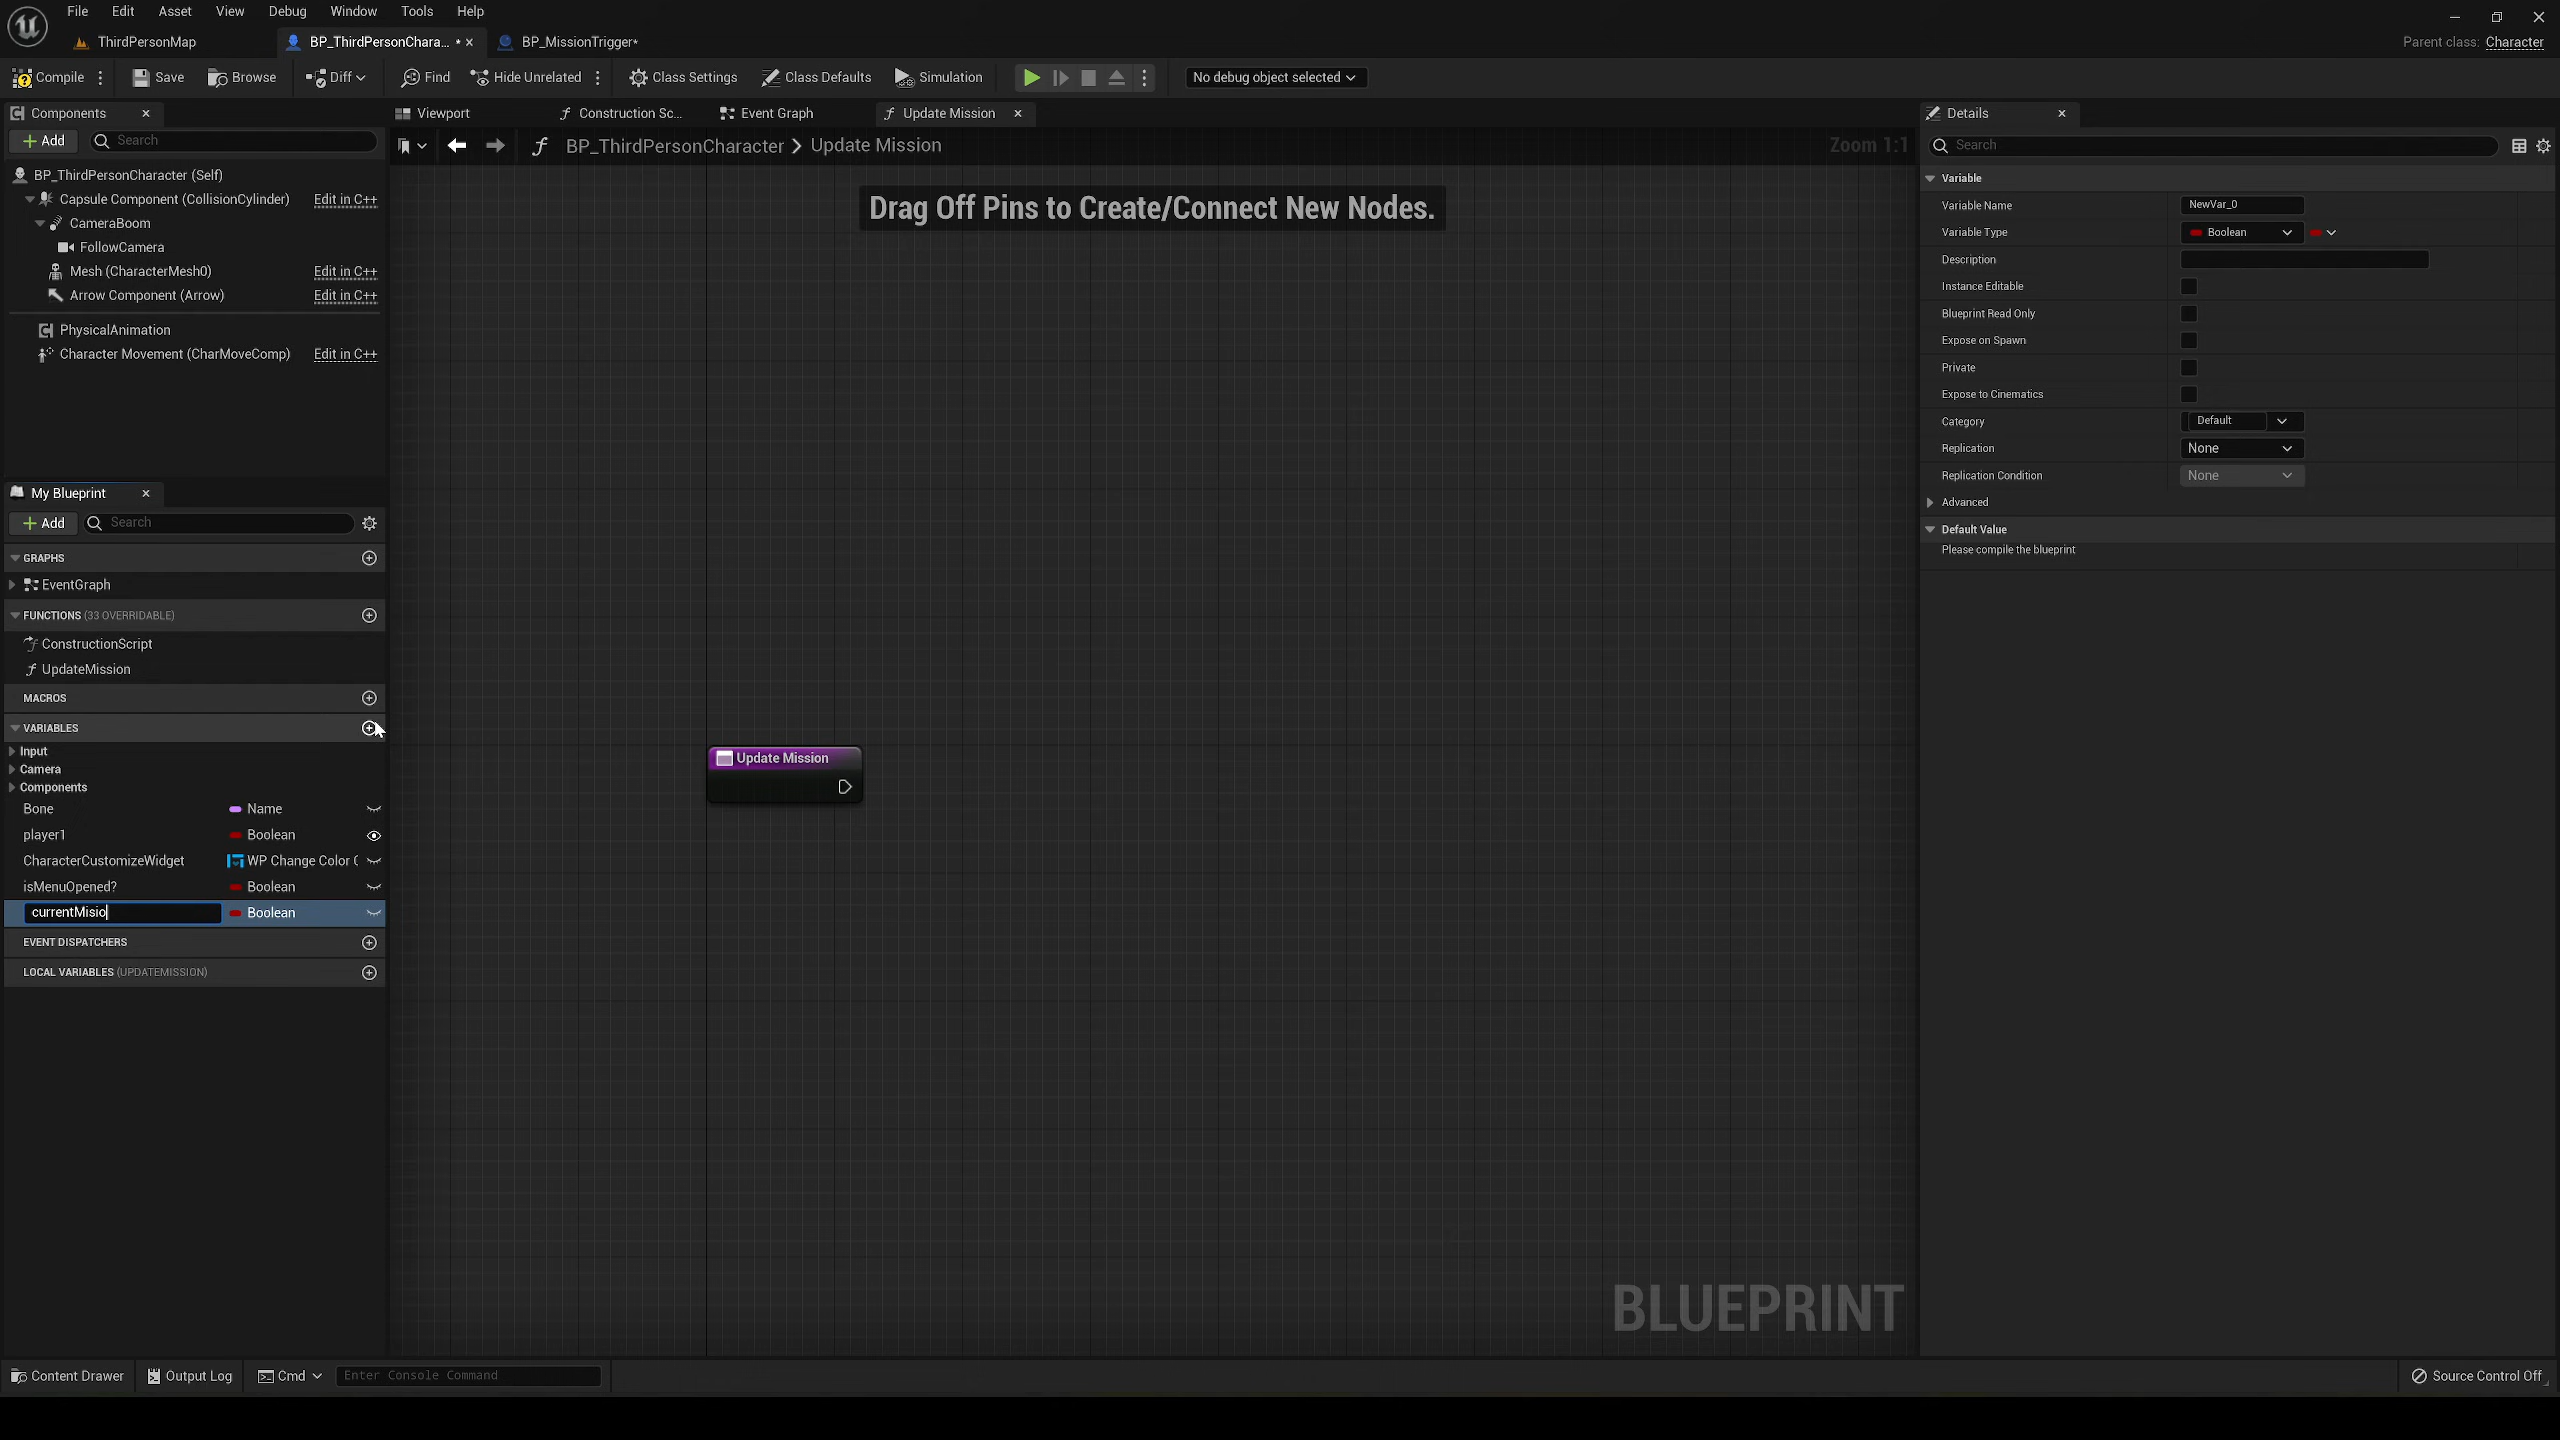 File Edit Asset View Debug Window Tools Help
ThirdPersonMap BP_ThirdPersonChara... * BP_MissionTrigger*
Parent class: Character
Compile Save Browse Diff Find Hide Unrelated Class Settings Class Defaults Simulation No debug object selected
Components Viewport Construction Sc... Event Graph Update Mission Details
Add Search BP_ThirdPersonCharacter Update Mission Zoom 1:1 Search
BP_ThirdPersonCharacter (Self)
Capsule Component (CollisionCylinder) Edit in C++
CameraBoom
FollowCamera
Mesh (CharacterMesh0) Edit in C++
Arrow Component (Arrow) Edit in C++
PhysicalAnimation
Character Movement (CharMoveComp) Edit in C++
My Blueprint
Add Search
GRAPHS
EventGraph
FUNCTIONS (33 OVERRIDABLE)
ConstructionScript
UpdateMission
MACROS
VARIABLES
Input
Camera
Components
Bone Name
player1 Boolean
CharacterCustomizeWidget WP Change Color C
isMenuOpened? Boolean
currentMisio Boolean
EVENT DISPATCHERS
LOCAL VARIABLES (UPDATEMISSION)
Drag Off Pins to Create/Connect New Nodes.
Update Mission
BLUEPRINT
Variable
Variable Name NewVar_0
Variable Type Boolean
Description
Instance Editable
Blueprint Read Only
Expose on Spawn
Private
Expose to Cinematics
Category Default
Replication None
Replication Condition None
Advanced
Default Value
Please compile the blueprint
Content Drawer Output Log Cmd Enter Console Command Source Control Off